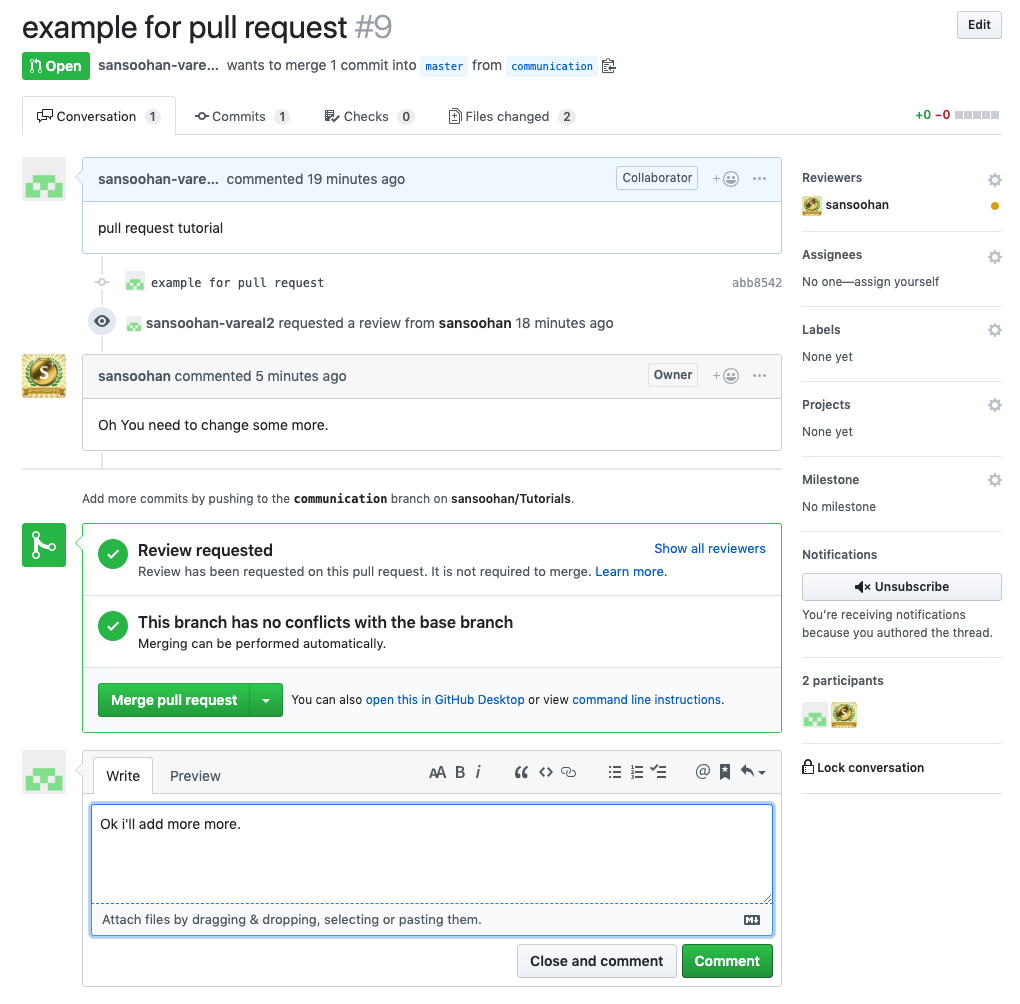 example for pull request #9
Edit
Open sansoohan-vare... wants to merge 1 commit into master from communication
Conversation 1 Commits 1 Checks 0 Files changed 2 +0 −0
sansoohan-vare... commented 19 minutes ago Collaborator
pull request tutorial
example for pull request abb8542
sansoohan-vareal2 requested a review from sansoohan 18 minutes ago
sansoohan commented 5 minutes ago Owner
Oh You need to change some more.
Add more commits by pushing to the communication branch on sansoohan/Tutorials.
Review requested Show all reviewers
Review has been requested on this pull request. It is not required to merge. Learn more.
This branch has no conflicts with the base branch
Merging can be performed automatically.
Merge pull request You can also open this in GitHub Desktop or view command line instructions.
Write Preview
Ok i'll add more more.
Attach files by dragging & dropping, selecting or pasting them.
Close and comment Comment
Reviewers
sansoohan
Assignees
No one—assign yourself
Labels
None yet
Projects
None yet
Milestone
No milestone
Notifications
Unsubscribe
You're receiving notifications
because you authored the thread.
2 participants
Lock conversation